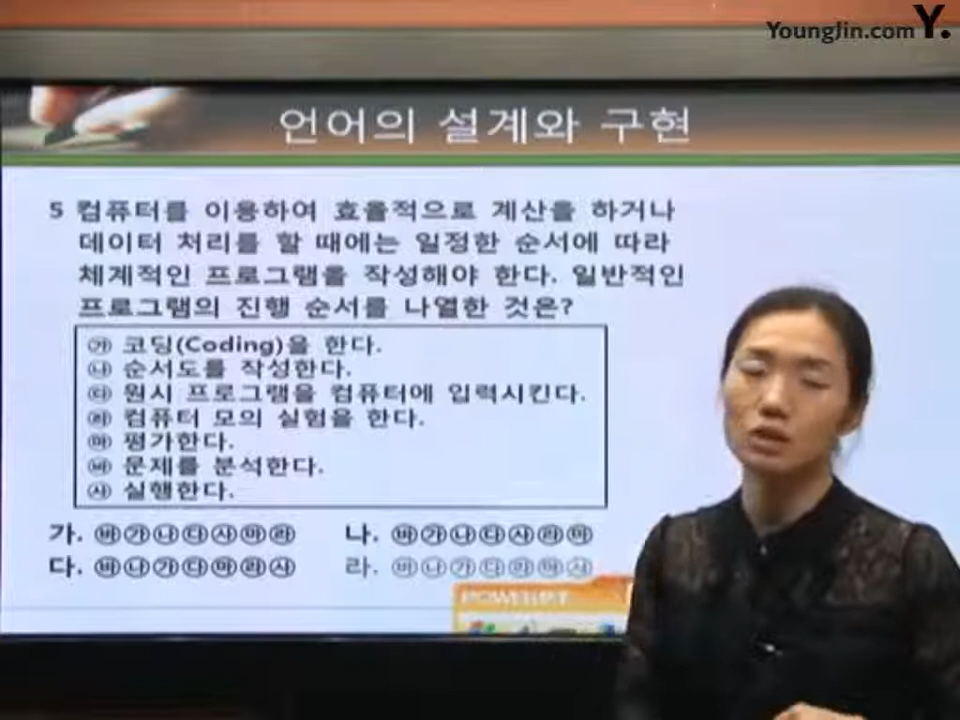 YoungJin.com Y.
언어의 설계와 구현
5 컴퓨터를 이용하여 효율적으로 계산을 하거나
데이터 처리를 할 때에는 일정한 순서에 따라
체계적인 프로그램을 작성해야 한다. 일반적인
프로그램의 진행 순서를 나열한 것은?
㉮ 코딩(Coding)을 한다.
㉯ 순서도를 작성한다.
㉰ 원시 프로그램을 컴퓨터에 입력시킨다.
㉱ 컴퓨터 모의 실험을 한다.
㉲ 평가한다.
㉳ 문제를 분석한다.
㉴ 실행한다.
가. ㉳㉮㉯㉰㉴㉲㉱ 나. ㉳㉮㉯㉰㉴㉱㉲
다. ㉳㉯㉮㉰㉲㉱㉴ 라. ㉳㉯㉮㉰㉱㉲㉴